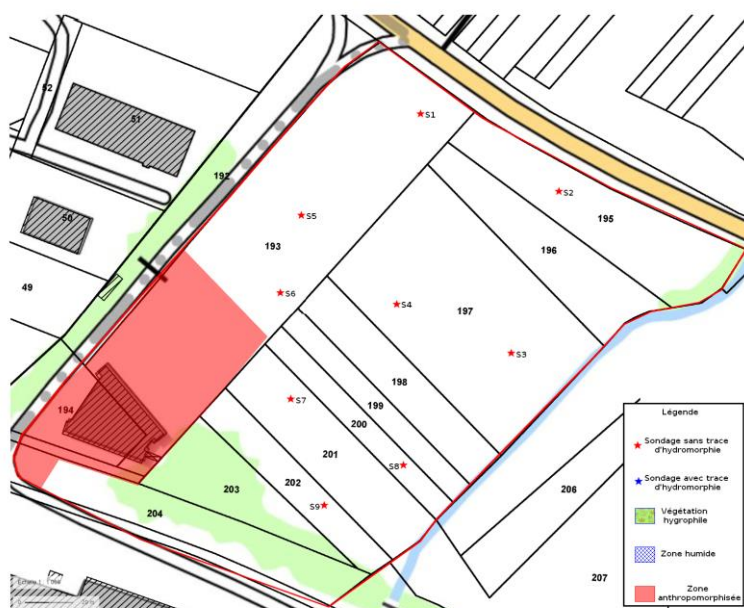 52
51
192
50
49
S1
S2
195
S5
193
196
S6
S4
197
S3
198
199
194
S7
200
201
S8
202
203
S9
206
204
207
Légende
Sondage sans trace
d'hydromorphie
Sondage avec trace
d'hydromorphie
Végétation
hygrophile
Zone humide
Zone
anthropomorphisée